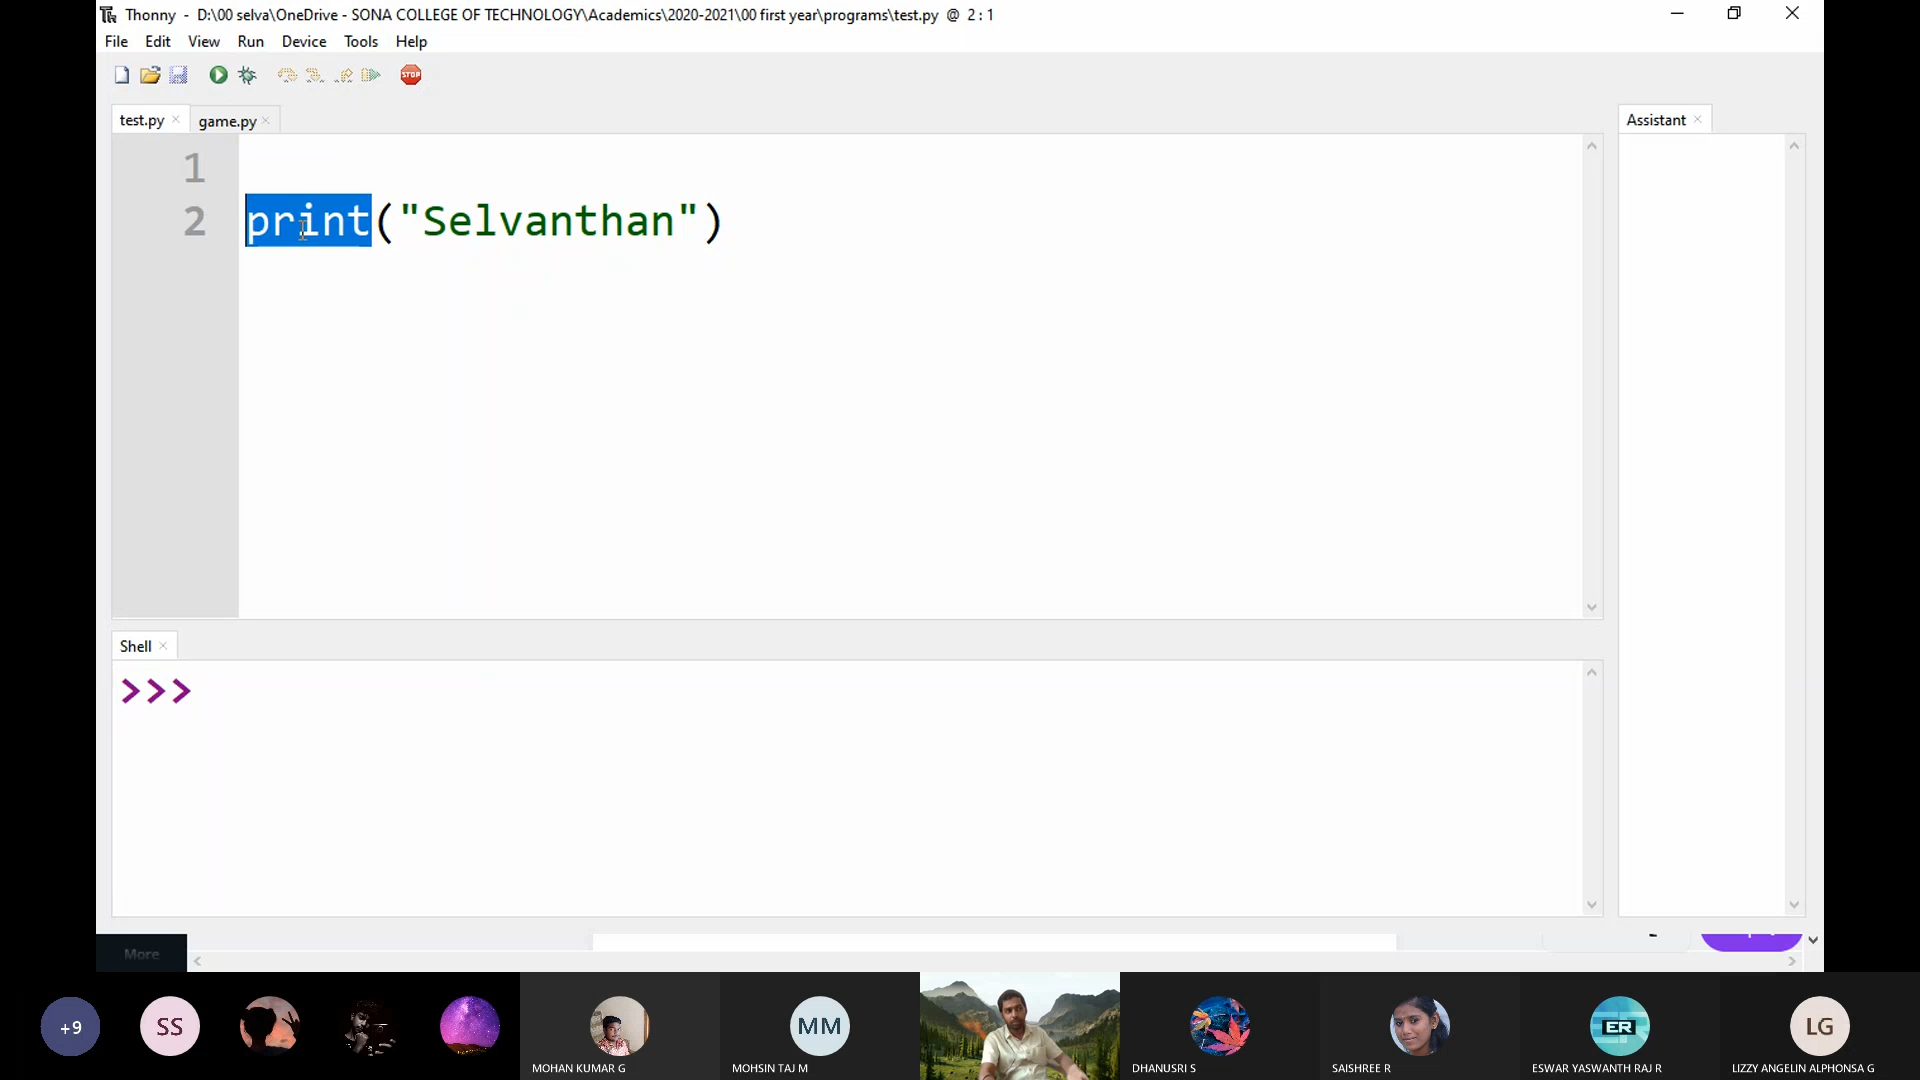 Thonny - D:\00 selva\OneDrive - SONA COLLEGE OF TECHNOLOGY\Academics\2020-2021\00 first year\programs\test.py @ 2:1
File Edit View Run Device Tools Help
STOP
test.py game.py
Assistant
1
2 print("Selvanthan")
Shell
>>>
More
+9 SS MM ER LG
MOHAN KUMAR G MOHSIN TAJ M DHANUSRI S SAISHREE R ESWAR YASWANTH RAJ R LIZZY ANGELIN ALPHONSA G